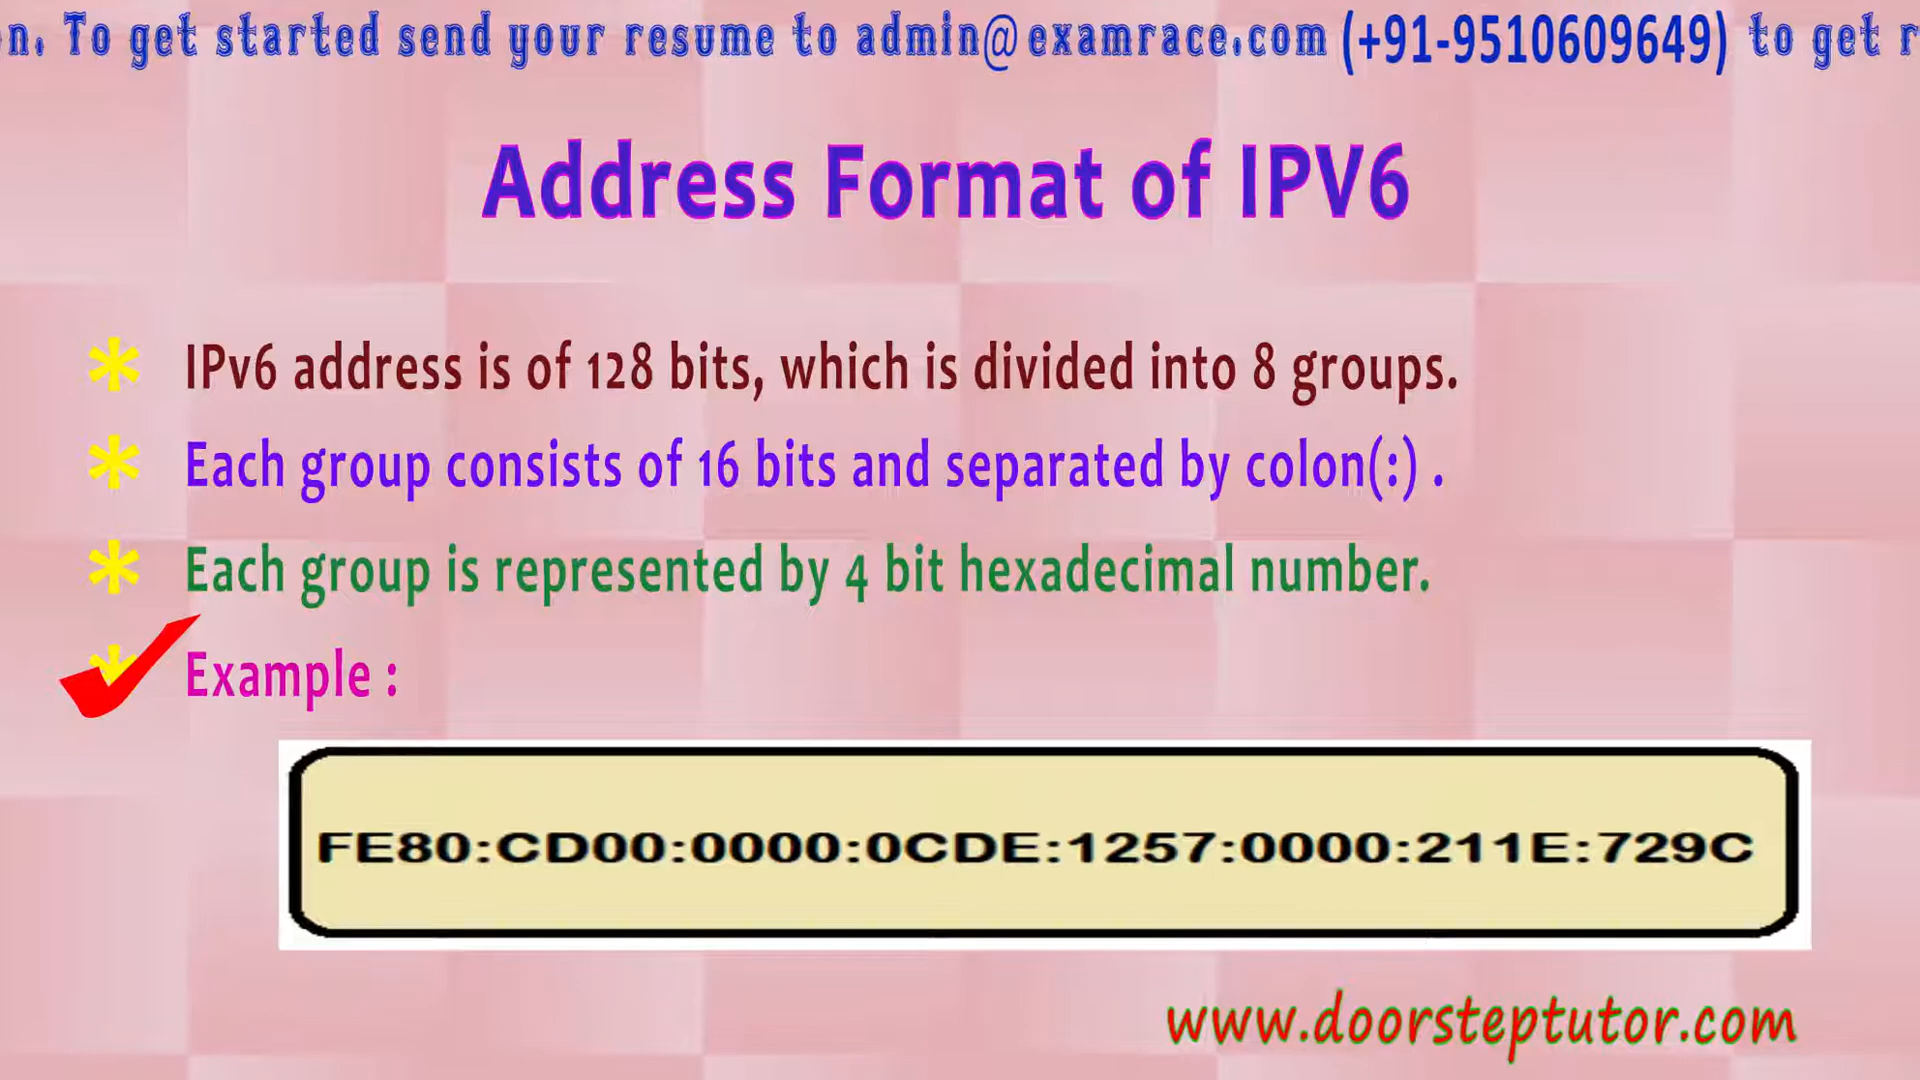 n. To get started send your resume to admin@examrace.com (+91-9510609649) to get r
Address Format of IPV6
IPv6 address is of 128 bits, which is divided into 8 groups.
Each group consists of 16 bits and separated by colon(:) .
Each group is represented by 4 bit hexadecimal number.
Example :
FE80:CD00:0000:0CDE:1257:0000:211E:729C
www.doorsteptutor.com